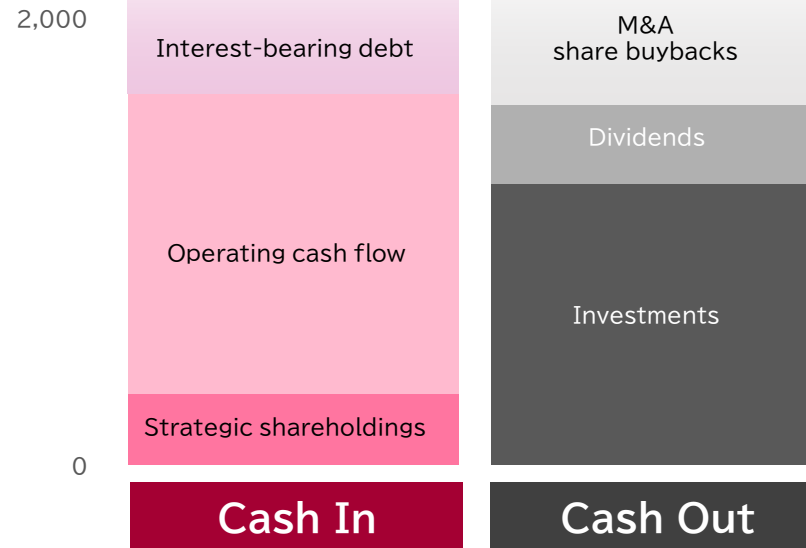 2,000
Interest-bearing debt
Operating cash flow
Strategic shareholdings
0
Cash In
M&A
share buybacks
Dividends
Investments
Cash Out